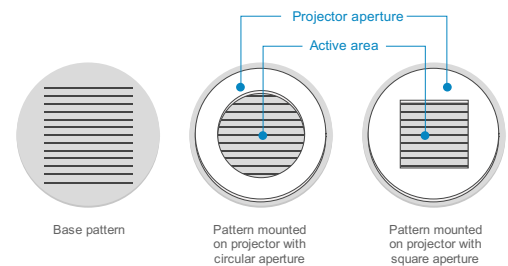 Projector aperture
Active area
Base pattern
Pattern mounted
on projector with
circular aperture
Pattern mounted
on projector with
square aperture